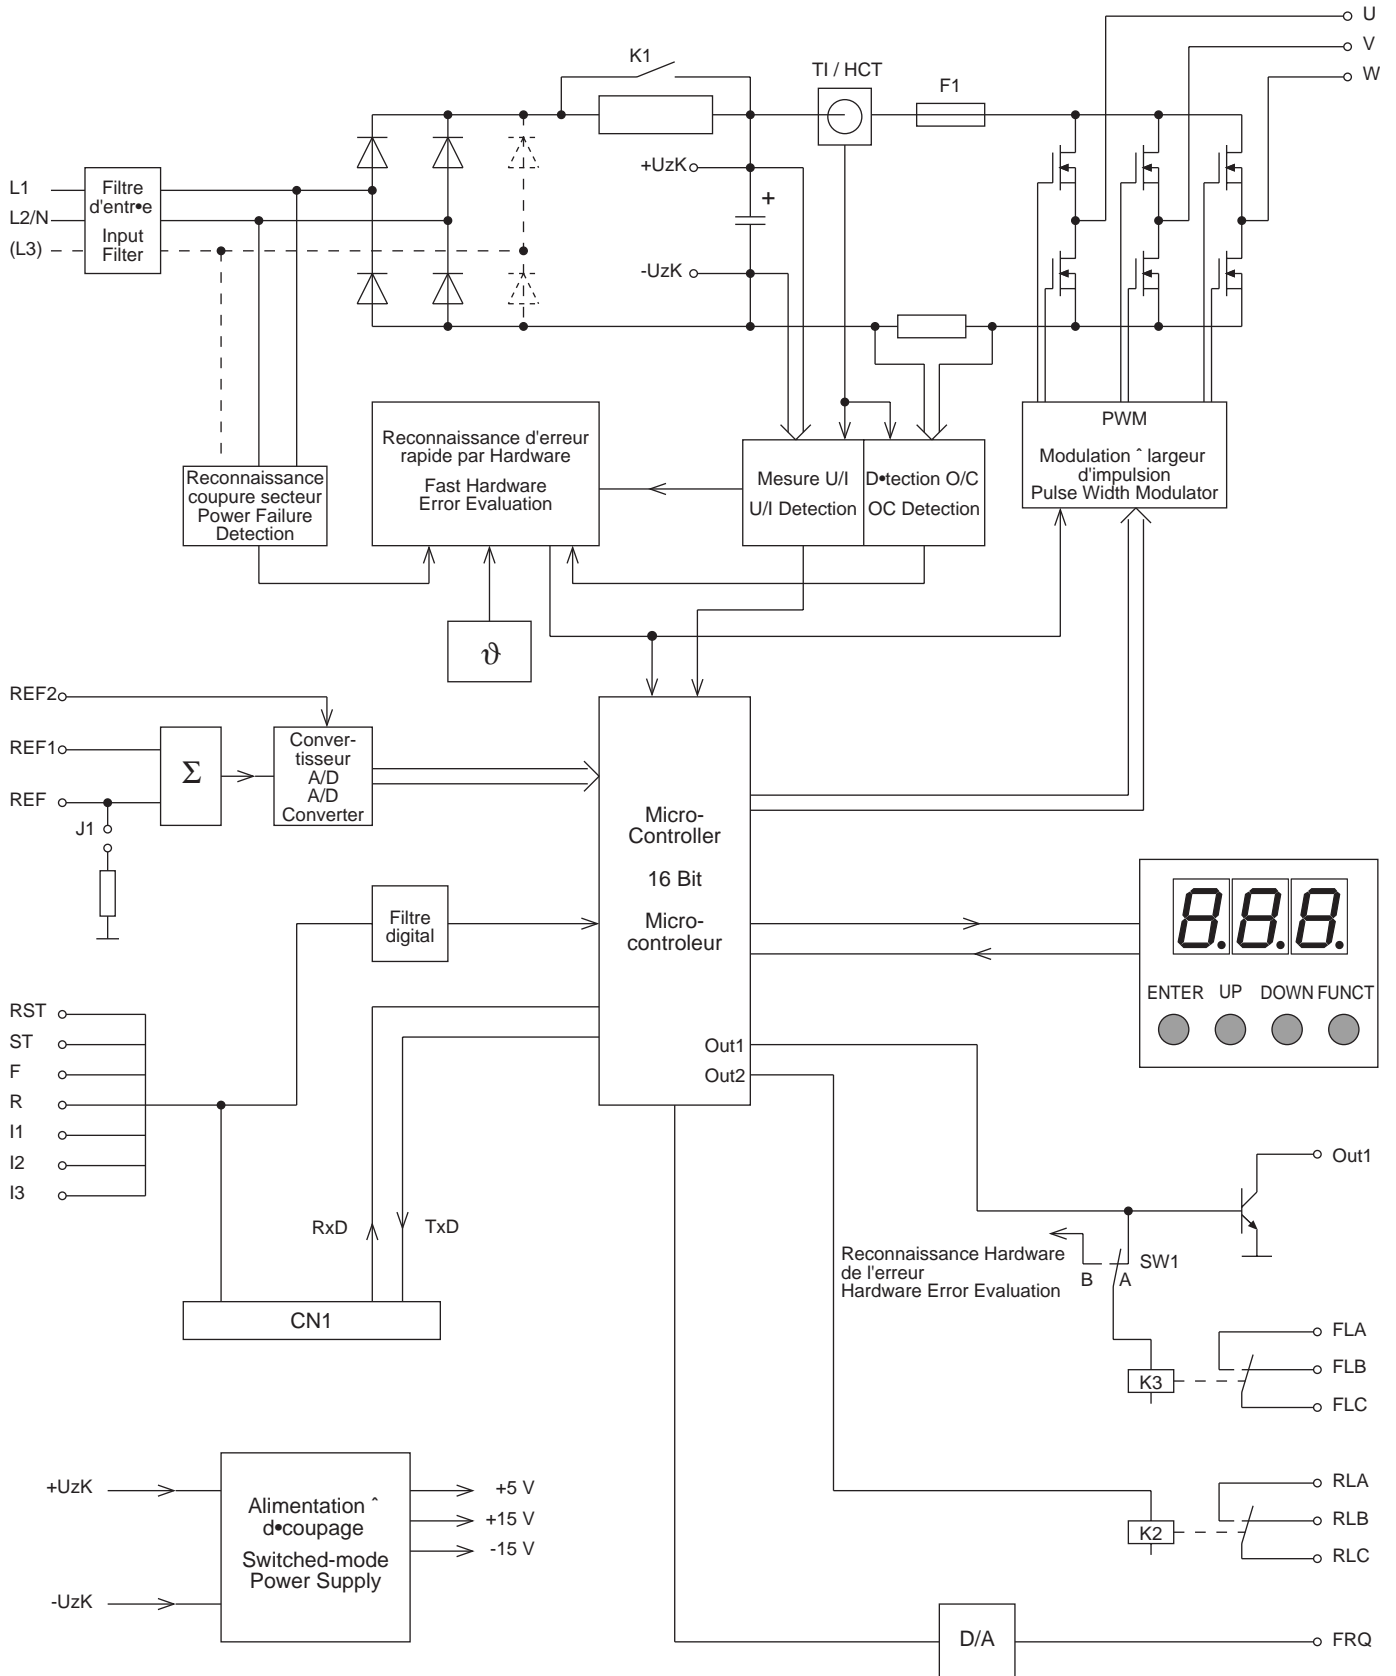 U
V
W
K1
TI / HCT
F1
+UzK
+
-UzK
L1
L2/N
(L3)
Filtre
d'entr•e
Input
Filter
Reconnaissance d'erreur
rapide par Hardware
Fast Hardware
Error Evaluation
Mesure U/I
U/I Detection
D•tection O/C
OC Detection
PWM
Modulation ˆ largeur
d'impulsion
Pulse Width Modulator
Reconnaissance
coupure secteur
Power Failure
Detection
ϑ
REF2
REF1
REF
J1
Σ
Conver-
tisseur
A/D
A/D
Converter
Micro-
Controller
16 Bit
Micro-
controleur
Out1
Out2
Filtre
digital
8.8.8.
ENTER UP DOWN FUNCT
RST
ST
F
R
I1
I2
I3
RxD
TxD
CN1
Out1
Reconnaissance Hardware
de l'erreur
Hardware Error Evaluation
B A
SW1
FLA
FLB
FLC
K3
RLA
RLB
RLC
K2
+UzK
-UzK
Alimentation ˆ
d•coupage
Switched-mode
Power Supply
+5 V
+15 V
-15 V
D/A
FRQ